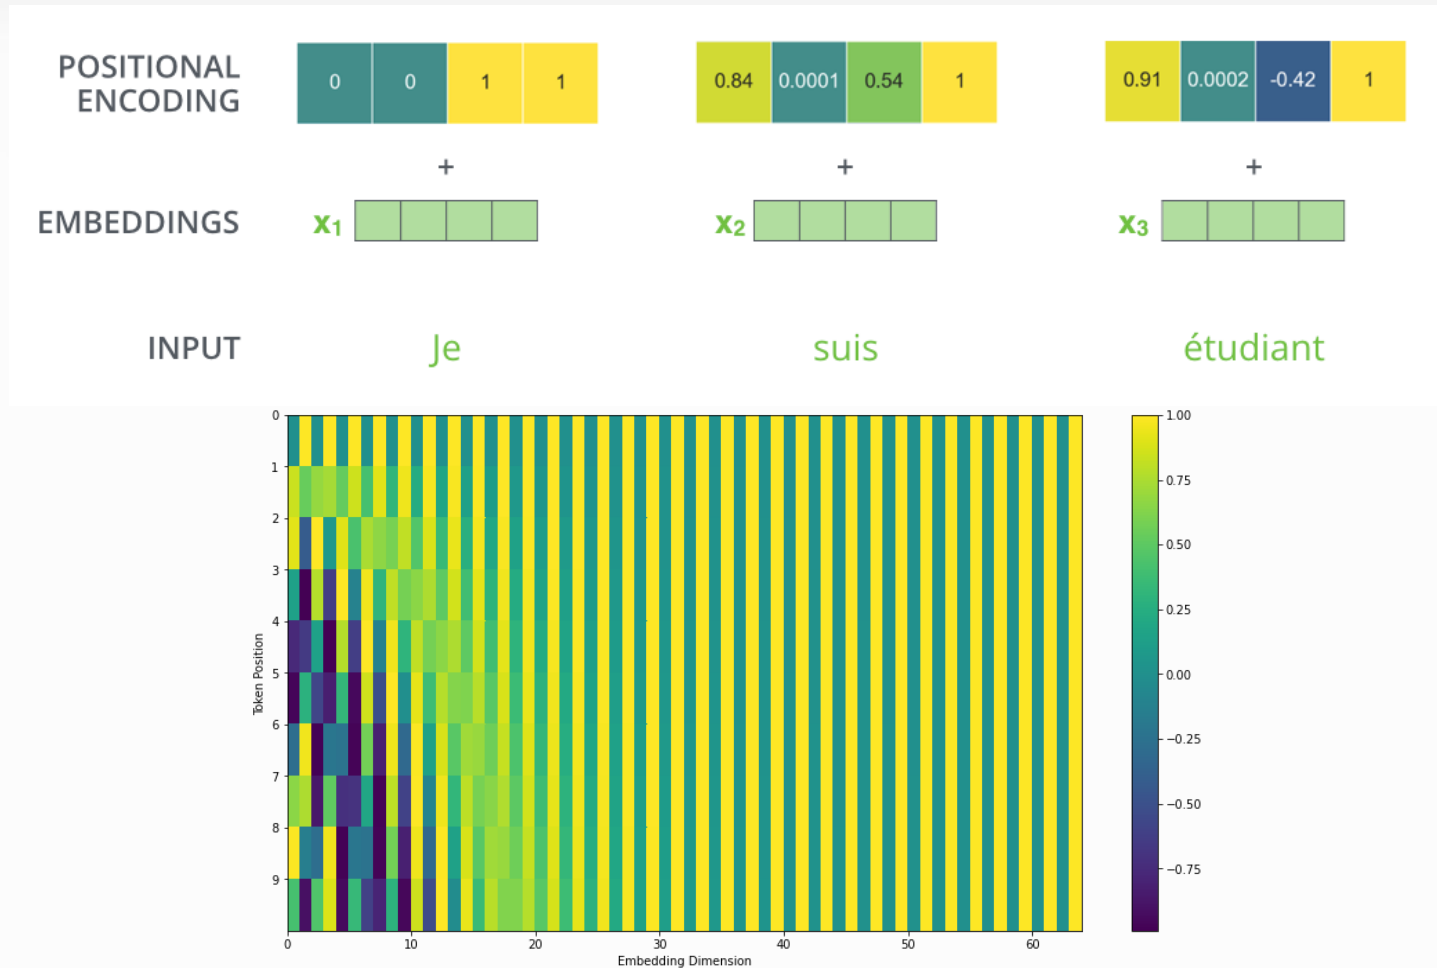 POSITIONAL
ENCODING
0 0 1 1
0.84 0.0001 0.54 1
0.91 0.0002 -0.42 1
+ + +
EMBEDDINGS
x1
x2
x3
INPUT
Je
suis
étudiant
0
1
2
3
4
5
6
7
8
9
Token Position
0 10 20 30 40 50 60
Embedding Dimension
1.00
0.75
0.50
0.25
0.00
−0.25
−0.50
−0.75